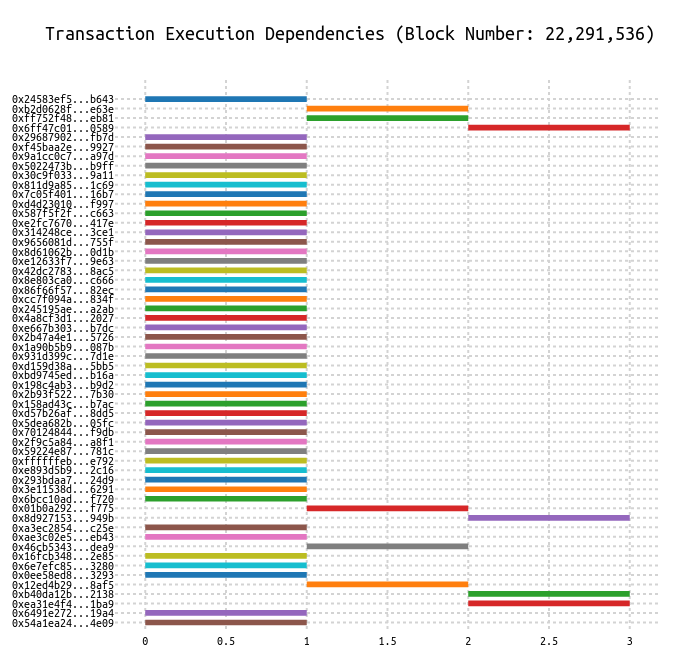 Transaction Execution Dependencies (Block Number: 22,291,536)
0x24583ef5...b643
0xb2d0628f...e63e
0xff752f48...eb81
0x6ff47c01...0589
0x29687902...fb7d
0xf45baa2e...9927
0x9a1cc0c7...a97d
0x5022473b...b9ff
0x30c9f033...9a11
0x811d9a85...1c69
0x7c05f401...16b7
0xd4d23010...f997
0x587f5f2f...c663
0xe2fc7670...417e
0x314248ce...3ce1
0x9656081d...755f
0x8d61062b...0d1b
0xe12633f7...9e63
0x42dc2783...8ac5
0x8e803ca0...c666
0x86f66f57...82ec
0xcc7f094a...834f
0x245195ae...a2ab
0x4a8cf3d1...2027
0xe667b303...b7dc
0x2b47a4e1...5726
0x1a90b5b9...087b
0x931d399c...7d1e
0xd159d38a...5bb5
0xbd9745ed...b16a
0x198c4ab3...b9d2
0x2b93f522...7b30
0x158ad43c...b7ac
0xd57b26af...8dd5
0x5dea682b...05fc
0x70124844...f9db
0x2f9c5a84...a8f1
0x59224e87...781c
0xffffffeb...e792
0xe893d5b9...2c16
0x293bdaa7...24d9
0x3e11538d...6291
0x6bcc10ad...f720
0x01b0a292...f775
0x8d927153...949b
0xa3ec2854...c25e
0xae3c02e5...eb43
0x46cb5343...dea9
0x16fcb348...2e85
0x6e7efc85...3280
0x0ee58ed8...3293
0x12ed4b29...8af5
0xb40da12b...2138
0xea31e4f4...1ba9
0x6491e272...19a4
0x54a1ea24...4e09
0 0.5 1 1.5 2 2.5 3